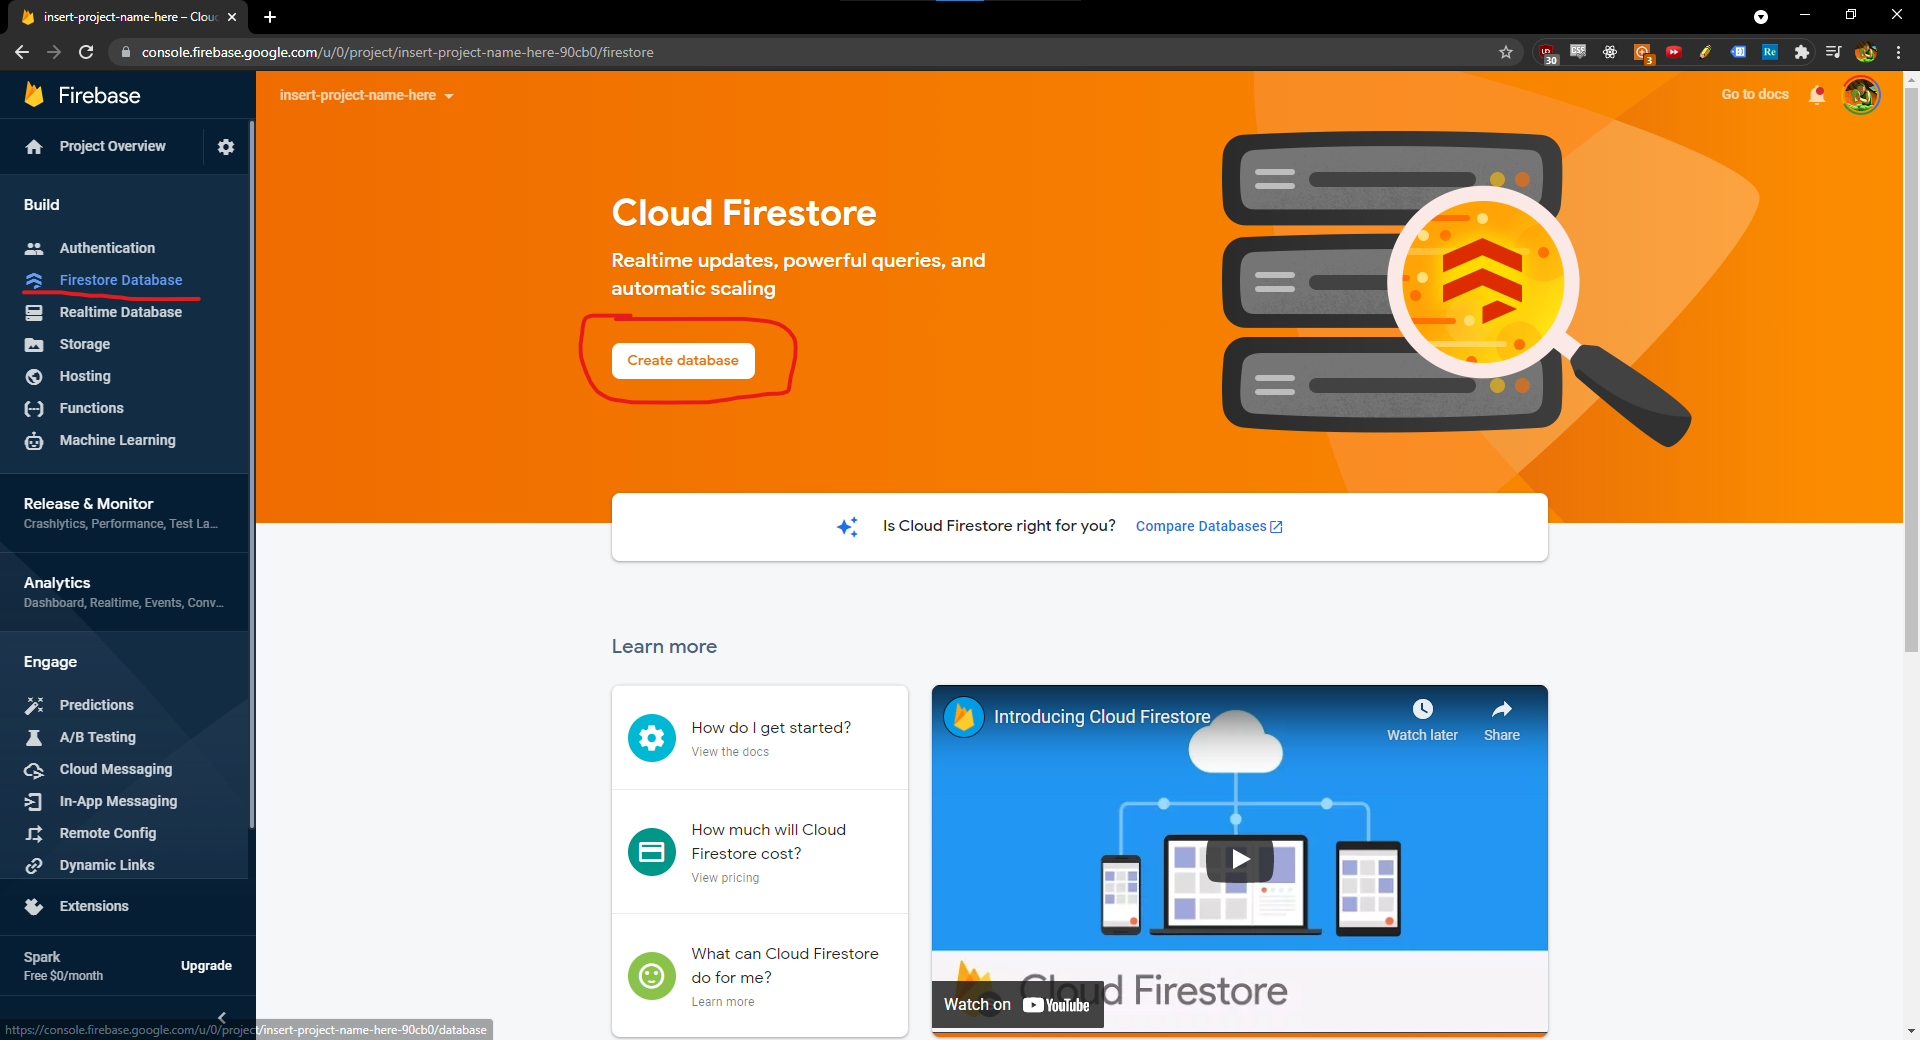 insert-project-name-here – Clou
console.firebase.google.com/u/0/project/insert-project-name-here-90cb0/firestore
30
CSP
3
Re
Firebase
insert-project-name-here
Go to docs
Project Overview
Build
Authentication
Firestore Database
Realtime Database
Storage
Hosting
Functions
Machine Learning
Release & Monitor
Crashlytics, Performance, Test La...
Analytics
Dashboard, Realtime, Events, Conv...
Engage
Predictions
A/B Testing
Cloud Messaging
In-App Messaging
Remote Config
Dynamic Links
Extensions
Spark
Free $0/month
Upgrade
https://console.firebase.google.com/u/0/project/insert-project-name-here-90cb0/database
Cloud Firestore
Realtime updates, powerful queries, and
automatic scaling
Create database
Is Cloud Firestore right for you?
Compare Databases
Learn more
How do I get started?
View the docs
How much will Cloud
Firestore cost?
View pricing
What can Cloud Firestore
do for me?
Learn more
Introducing Cloud Firestore
Watch later
Share
Cloud Firestore
Watch on YouTube